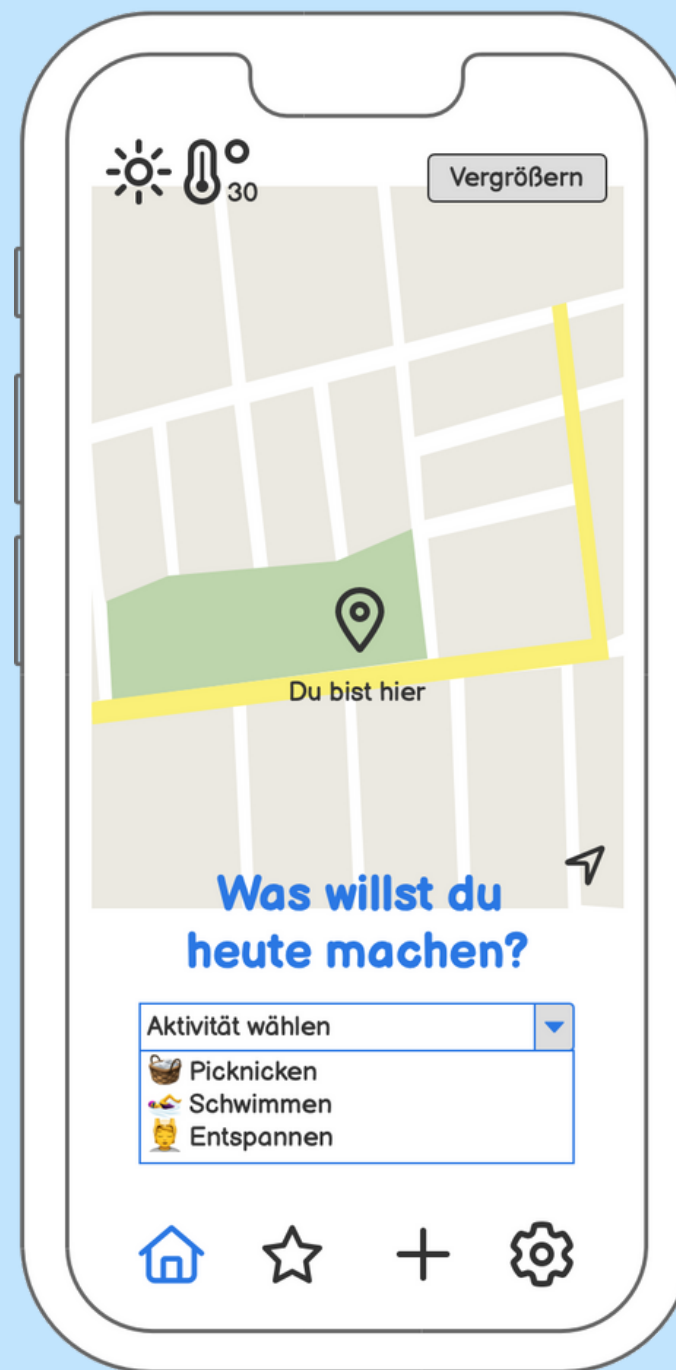 30
Vergrößern
Du bist hier
Was willst du
heute machen?
Aktivität wählen
Picknicken
Schwimmen
Entspannen